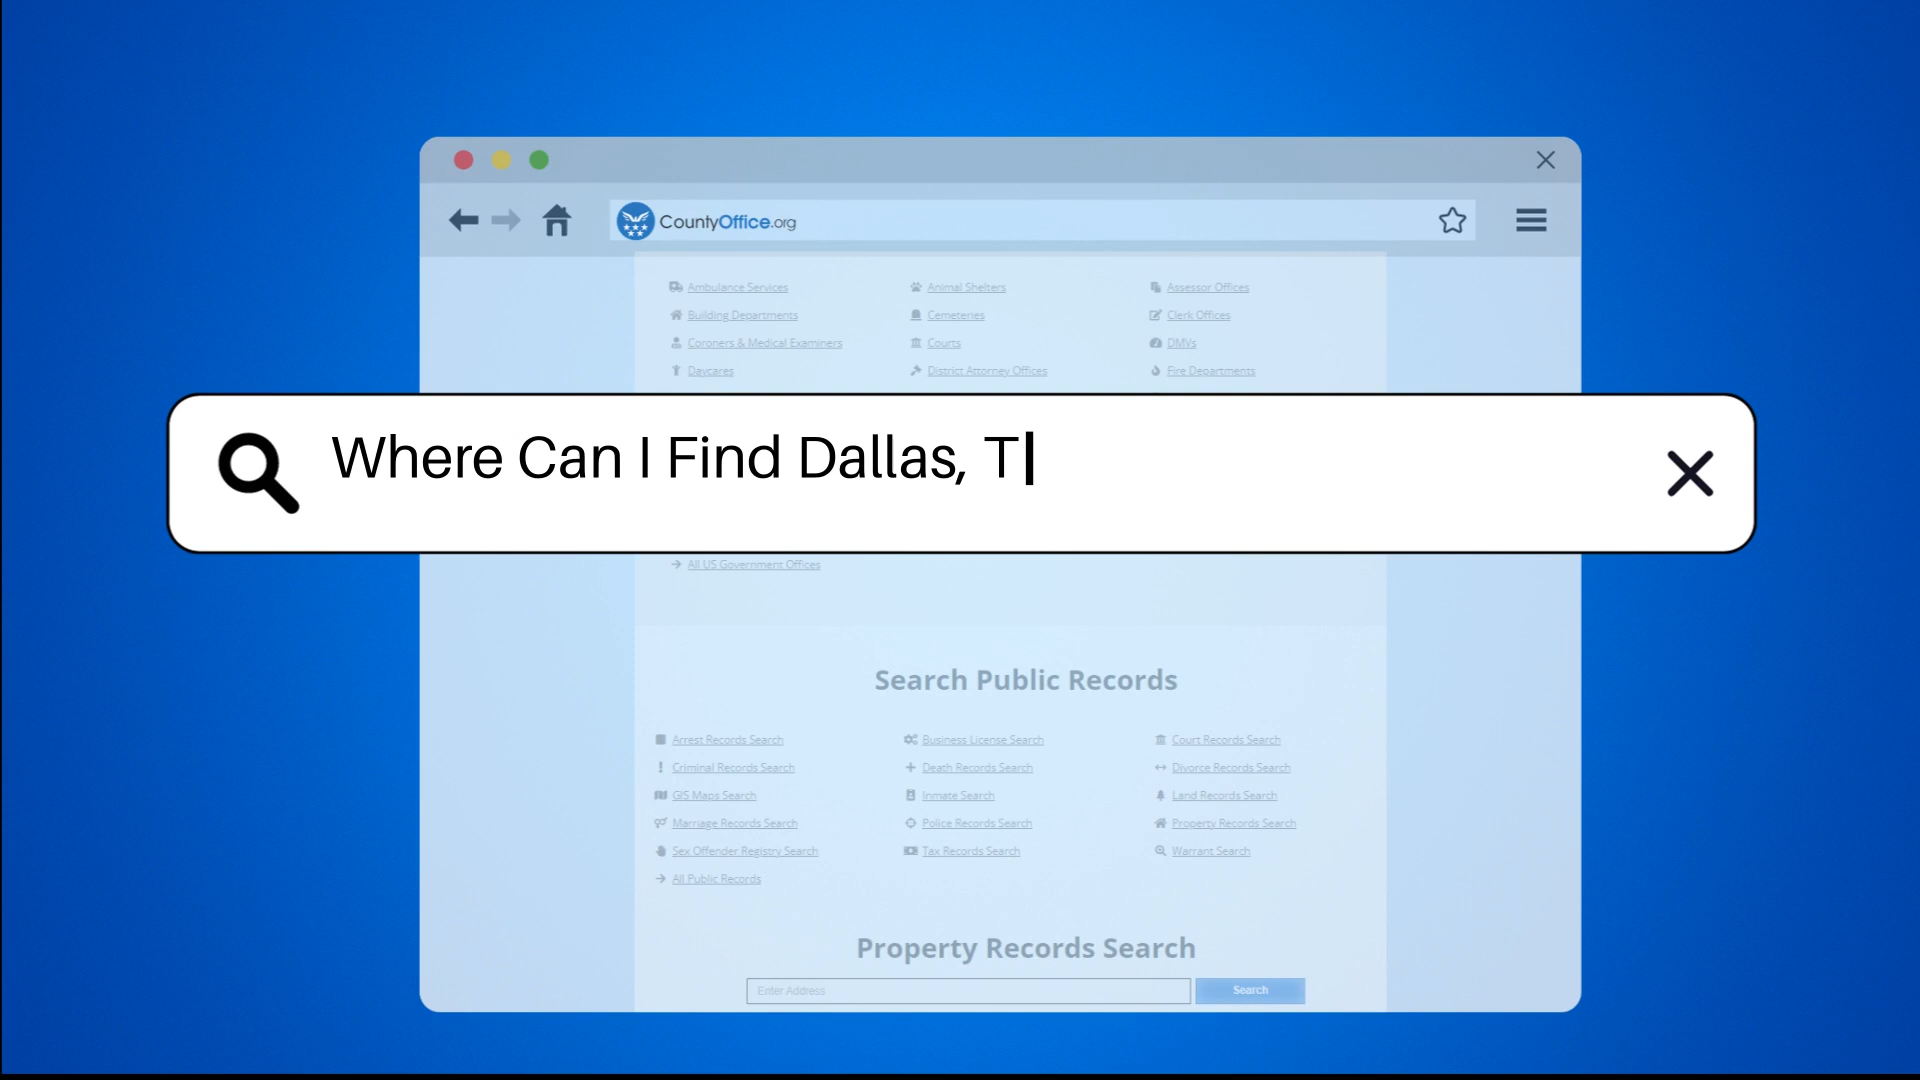 CountyOffice.org
Ambulance Services Animal Shelters Assessor Offices
Building Departments Cemeteries Clerk Offices
Coroners & Medical Examiners Courts DMVs
Daycares District Attorney Offices Fire Departments
Where Can I Find Dallas, T
All US Government Offices
Search Public Records
Arrest Records Search Business License Search Court Records Search
Criminal Records Search Death Records Search Divorce Records Search
GIS Maps Search Inmate Search Land Records Search
Marriage Records Search Police Records Search Property Records Search
Sex Offender Registry Search Tax Records Search Warrant Search
All Public Records
Property Records Search
Enter Address Search